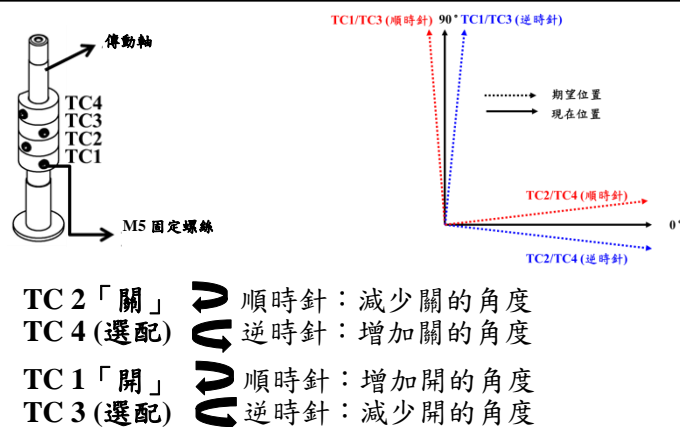 傳動軸
TC4
TC3
TC2
TC1
M5 固定螺絲
TC1/TC3 (順時針) 90° TC1/TC3 (逆時針)
期望位置
現在位置
TC2/TC4 (順時針)
0°
TC2/TC4 (逆時針)
TC 2「關」 順時針：減少關的角度
TC 4 (選配) 逆時針：增加關的角度
TC 1「開」 順時針：增加開的角度
TC 3 (選配) 逆時針：減少開的角度